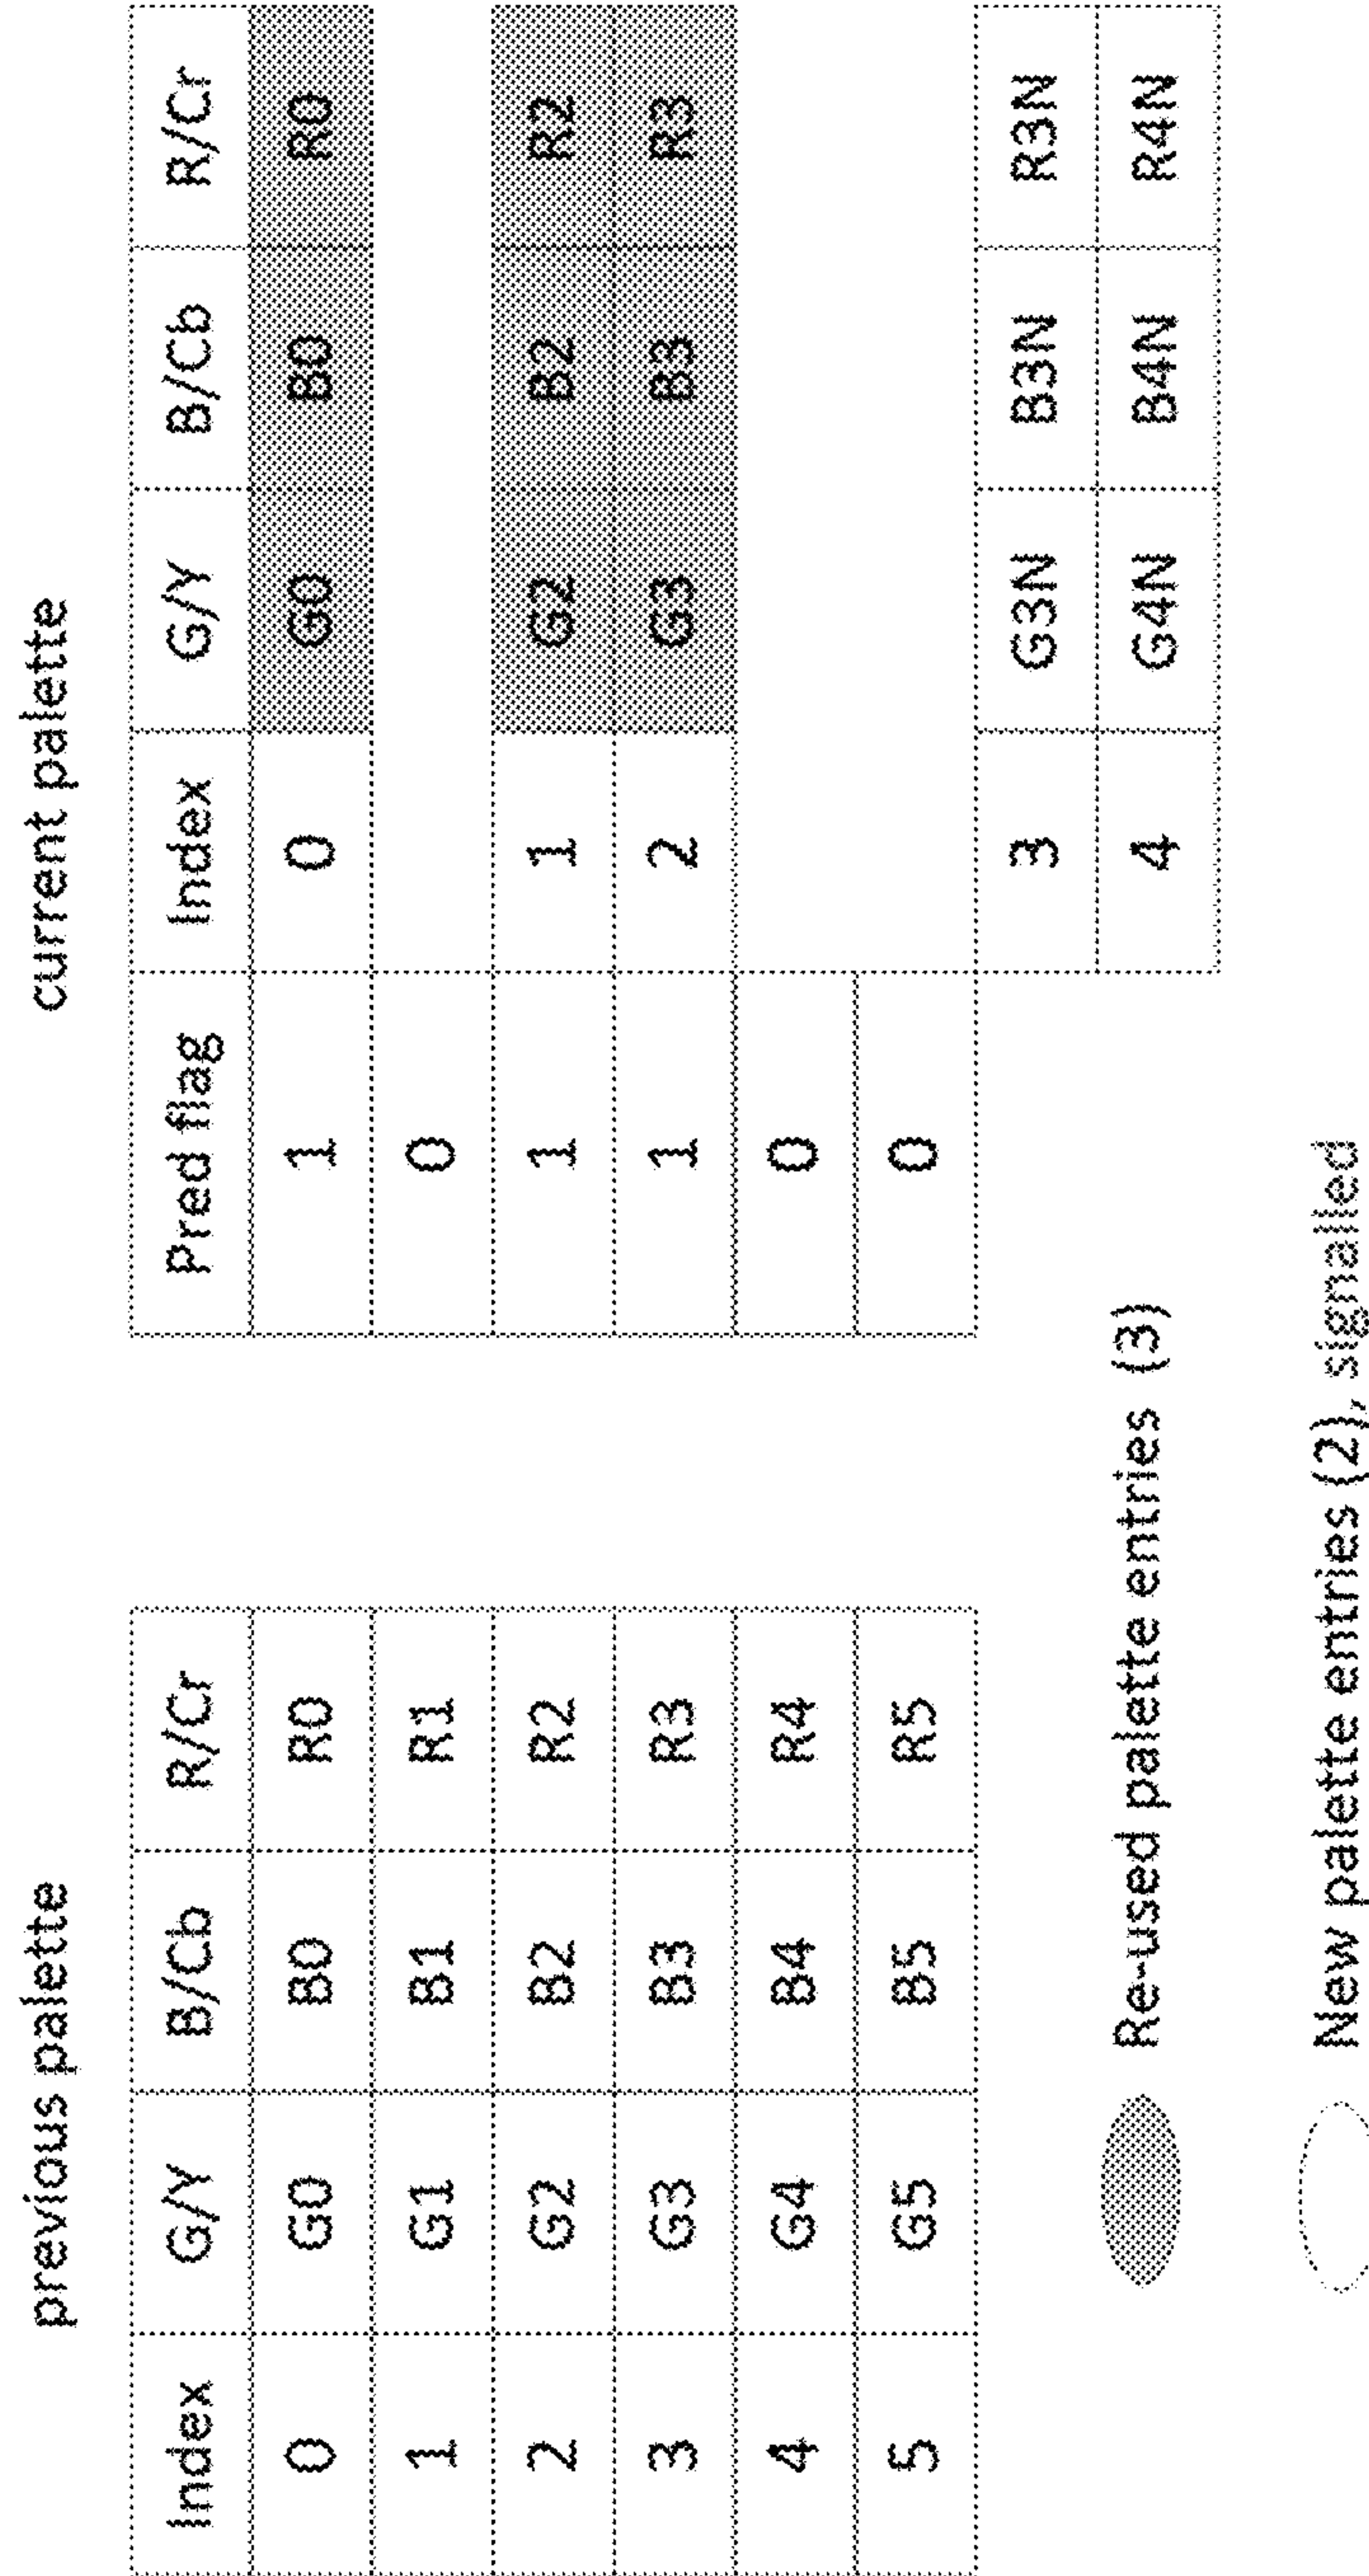 previous palette
Index G/Y B/Cb R/Cr
0 G0 B0 R0
1 G1 B1 R1
2 G2 B2 R2
3 G3 B3 R3
4 G4 B4 R4
5 G5 B5 R5
current palette
Pred flag Index G/Y B/Cb R/Cr
1 0 G0 B0 R0
0
1 1 G2 B2 R2
1 2 G3 B3 R3
0
0
3 G3N B3N R3N
4 G4N B4N R4N
Re-used palette entries (3)
New palette entries (2), signalled